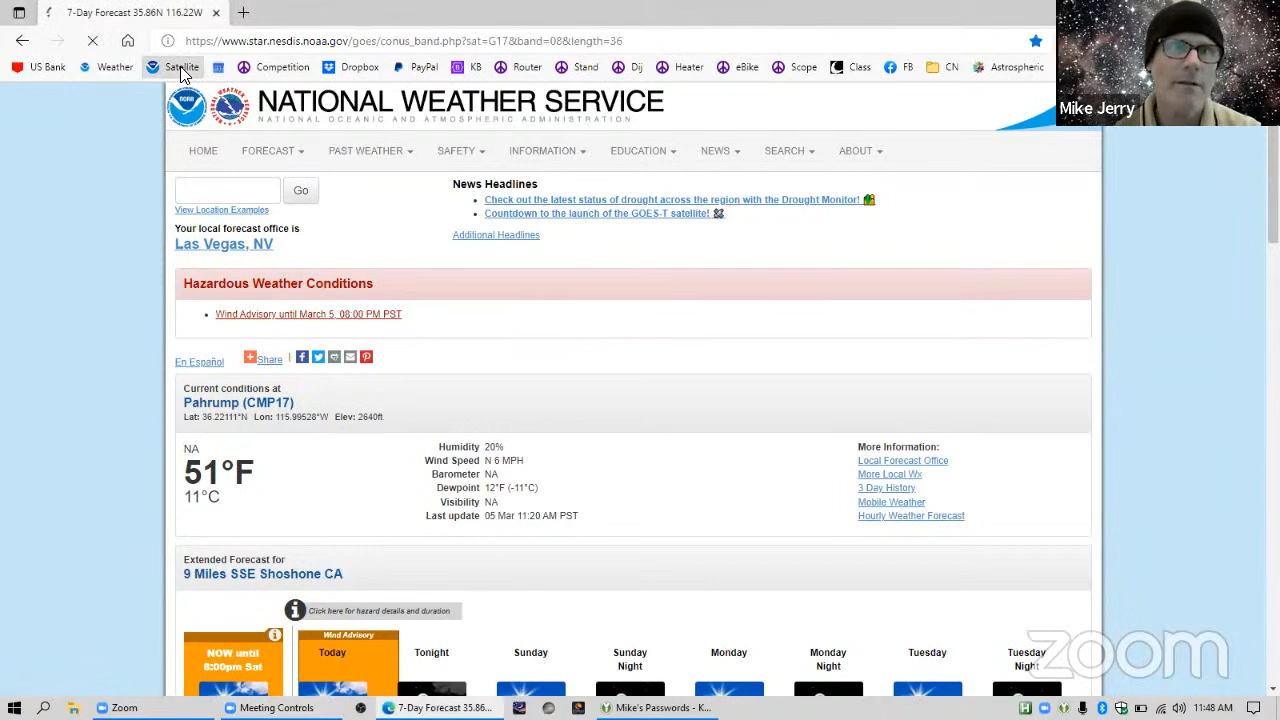 7-Day Forecast 35.86N 116.22W
https://www.star.nesdis.noaa.gov/goes/conus_band.php?sat=G17&band=08&length=36
US Bank Weather Satellite Competition Dropbox PayPal KB Router Stand Dij Heater eBike Scope Class FB CN Astrospheric
Mike Jerry
NATIONAL WEATHER SERVICE
NATIONAL OCEANIC AND ATMOSPHERIC ADMINISTRATION
HOME FORECAST PAST WEATHER SAFETY INFORMATION EDUCATION NEWS SEARCH ABOUT
Go
View Location Examples
Your local forecast office is
Las Vegas, NV
News Headlines
Check out the latest status of drought across the region with the Drought Monitor!
Countdown to the launch of the GOES-T satellite!
Additional Headlines
Hazardous Weather Conditions
Wind Advisory until March 5, 08:00 PM PST
En Español Share
Current conditions at
Pahrump (CMP17)
Lat: 36.22111°N Lon: 115.99528°W Elev: 2640ft.
NA
51°F
11°C
Humidity 20%
Wind Speed N 6 MPH
Barometer NA
Dewpoint 12°F (-11°C)
Visibility NA
Last update 05 Mar 11:20 AM PST
More Information:
Local Forecast Office
More Local Wx
3 Day History
Mobile Weather
Hourly Weather Forecast
Extended Forecast for
9 Miles SSE Shoshone CA
Click here for hazard details and duration
Wind Advisory
NOW until
8:00pm Sat
Today
Tonight
Sunday
Sunday
Night
Monday
Monday
Night
Tuesday
Tuesday
Night
zoom
Zoom Meeting Controls 7-Day Forecast 35.86... Mike's Passwords - K... 11:48 AM